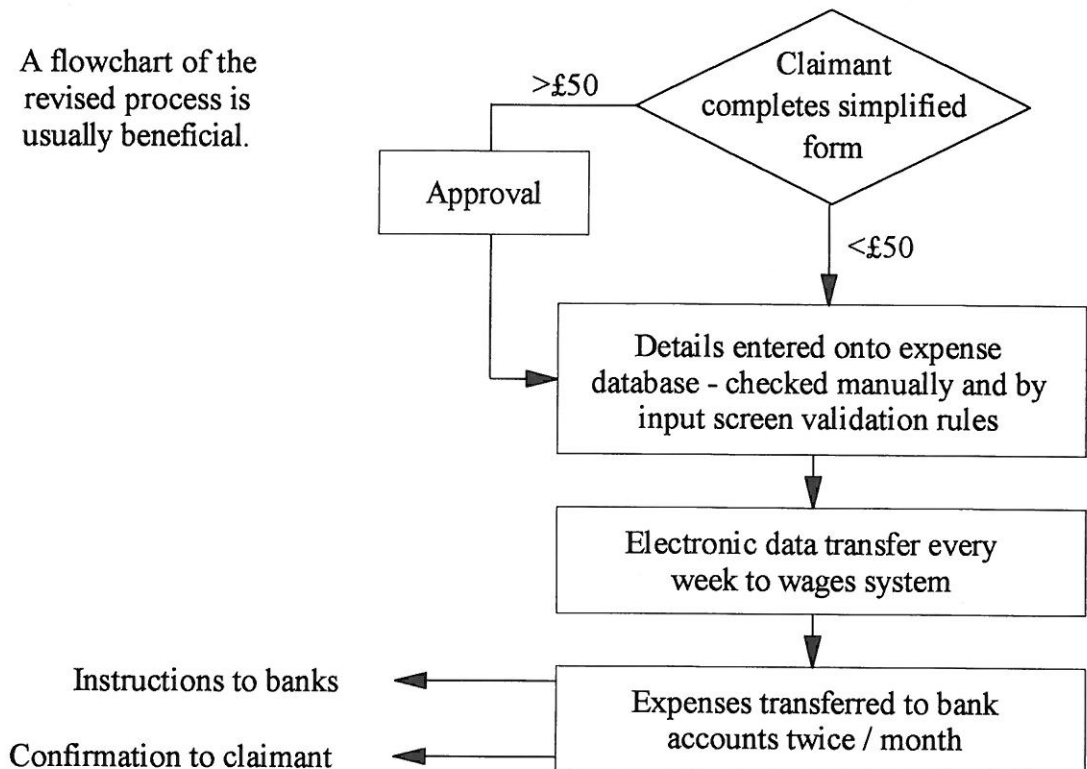 A flowchart of the
revised process is
usually beneficial.
>£50
Claimant
completes simplified
form
Approval
<£50
Details entered onto expense
database - checked manually and by
input screen validation rules
Electronic data transfer every
week to wages system
Instructions to banks
Confirmation to claimant
Expenses transferred to bank
accounts twice / month